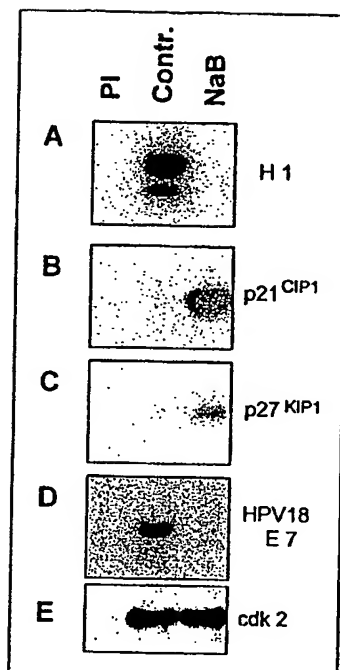 PI Contr. NaB
A H 1
B p21CIP1
C p27KIP1
D HPV18
E 7
E cdk 2